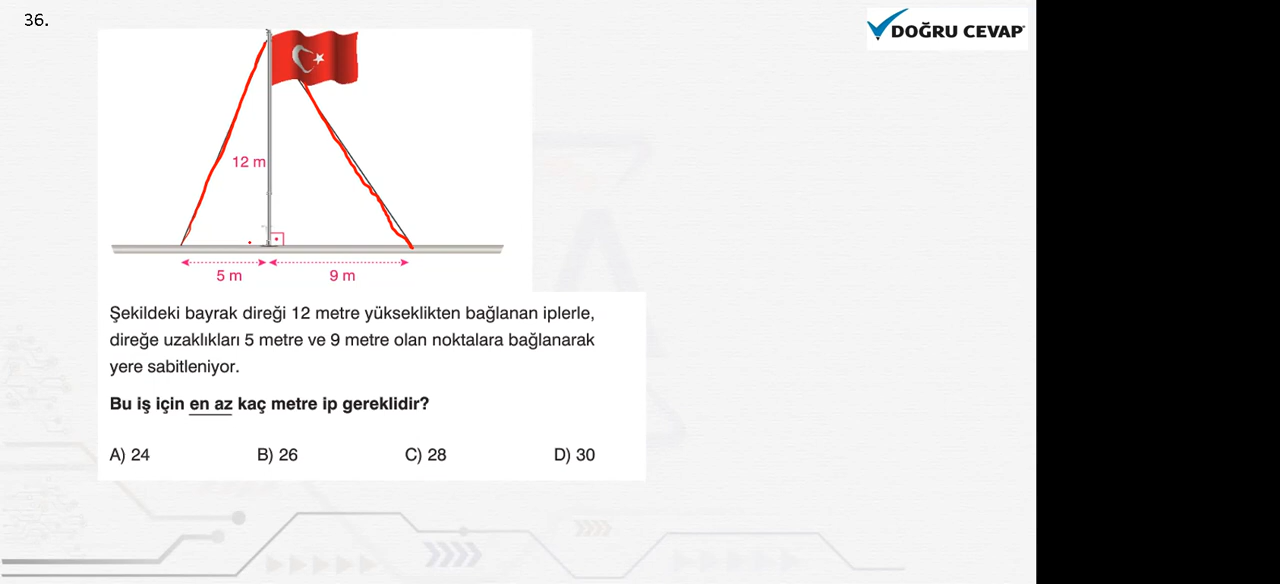 36.
DOĞRU CEVAP
12 m
5 m
9 m
Şekildeki bayrak direği 12 metre yükseklikten bağlanan iplerle,
direğe uzaklıkları 5 metre ve 9 metre olan noktalara bağlanarak
yere sabitleniyor.
Bu iş için en az kaç metre ip gereklidir?
A) 24
B) 26
C) 28
D) 30